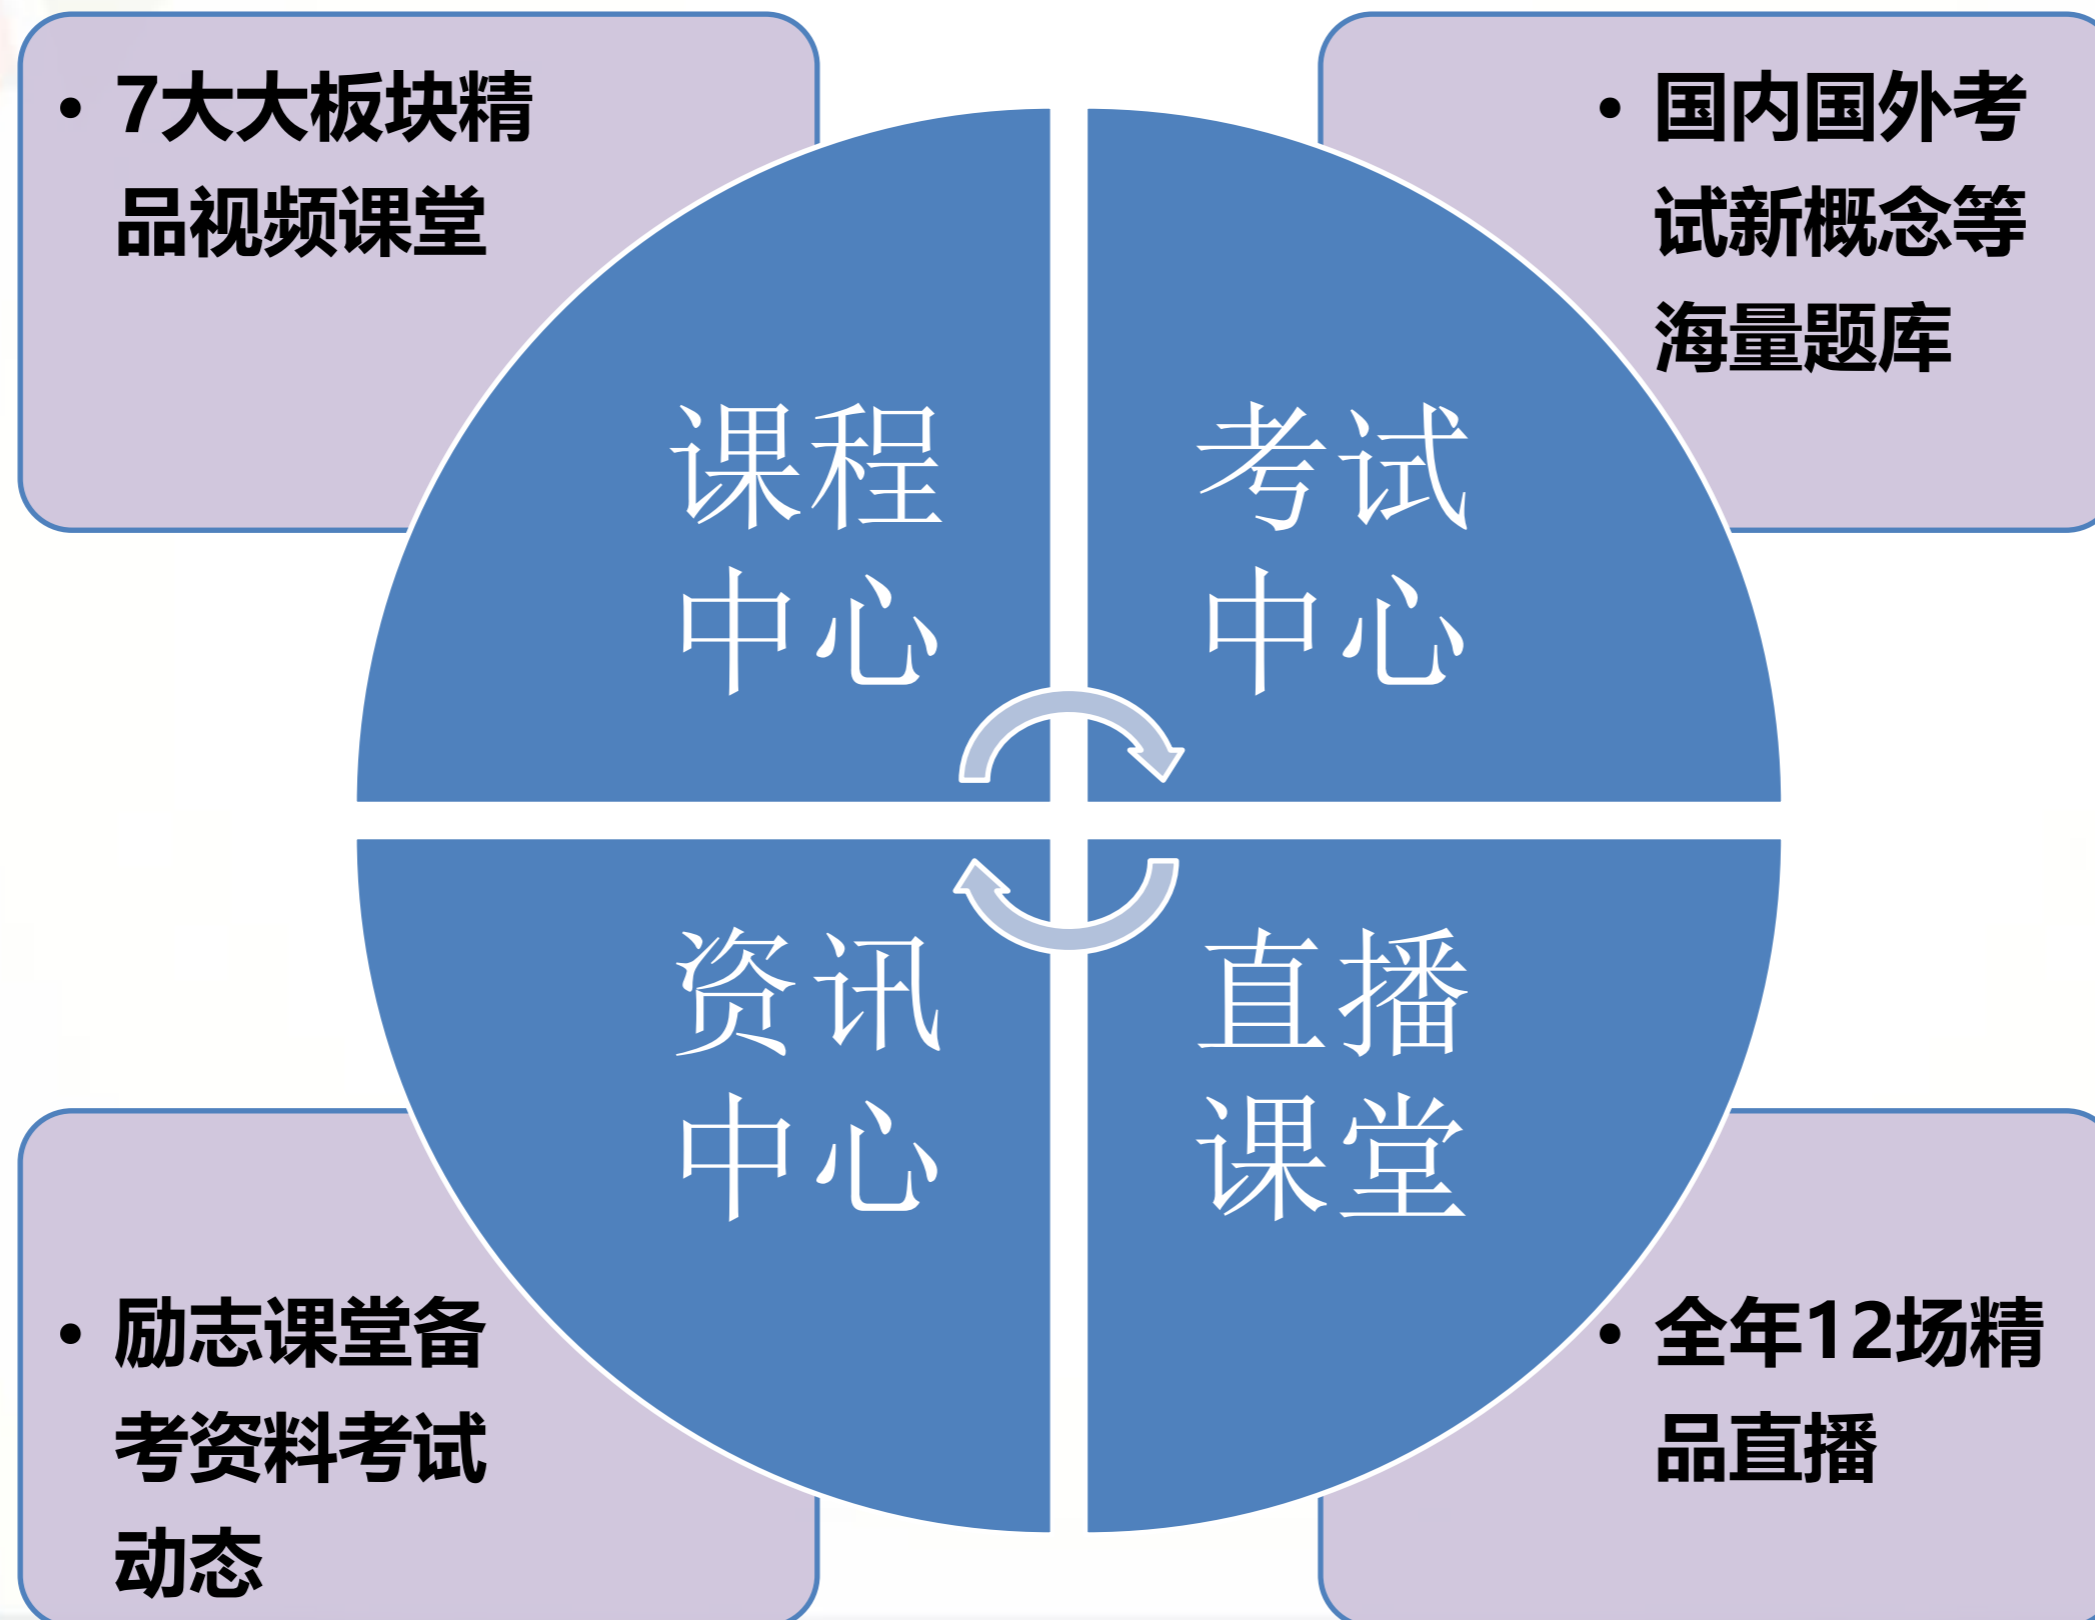 7大大板块精
品视频课堂
国内国外考
试新概念等
海量题库
课程
中心
考试
中心
资讯
中心
直播
课堂
励志课堂备
考资料考试
动态
全年12场精
品直播